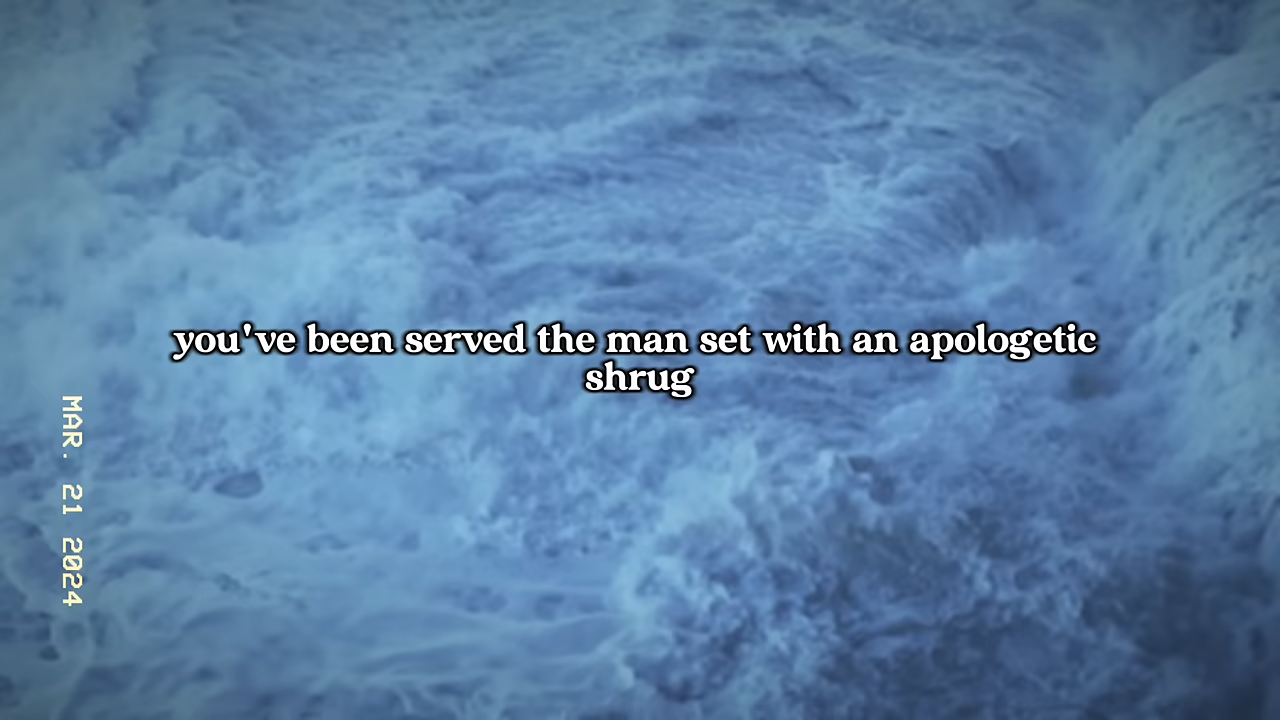 you've been served the man set with an apologetic
shrug
MAR. 21 2024